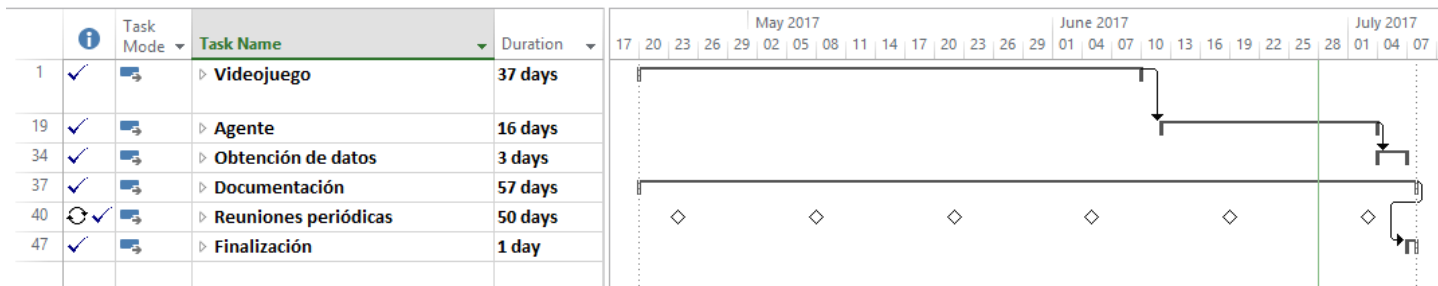 Task
Mode Task Name Duration
May 2017 June 2017 July 2017
17 20 23 26 29 02 05 08 11 14 17 20 23 26 29 01 04 07 10 13 16 19 22 25 28 01 04 07
1 Videojuego 37 days
19 Agente 16 days
34 Obtención de datos 3 days
37 Documentación 57 days
40 Reuniones periódicas 50 days
47 Finalización 1 day